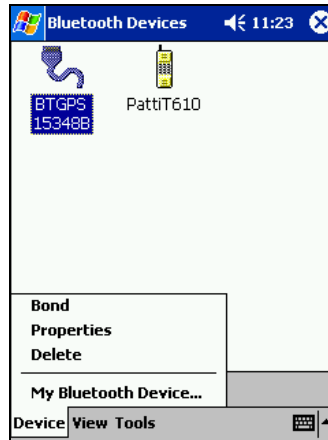 Bluetooth Devices 11:23
BTGPS PattiT610
15348B
Bond
Properties
Delete
My Bluetooth Device...
Device View Tools